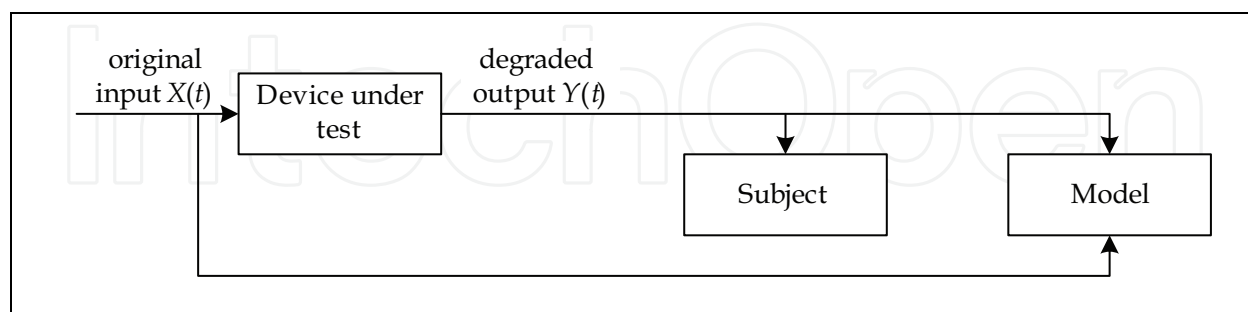 original
input X(t)
Device under
test
degraded
output Y(t)
Subject
Model
IntechOpen